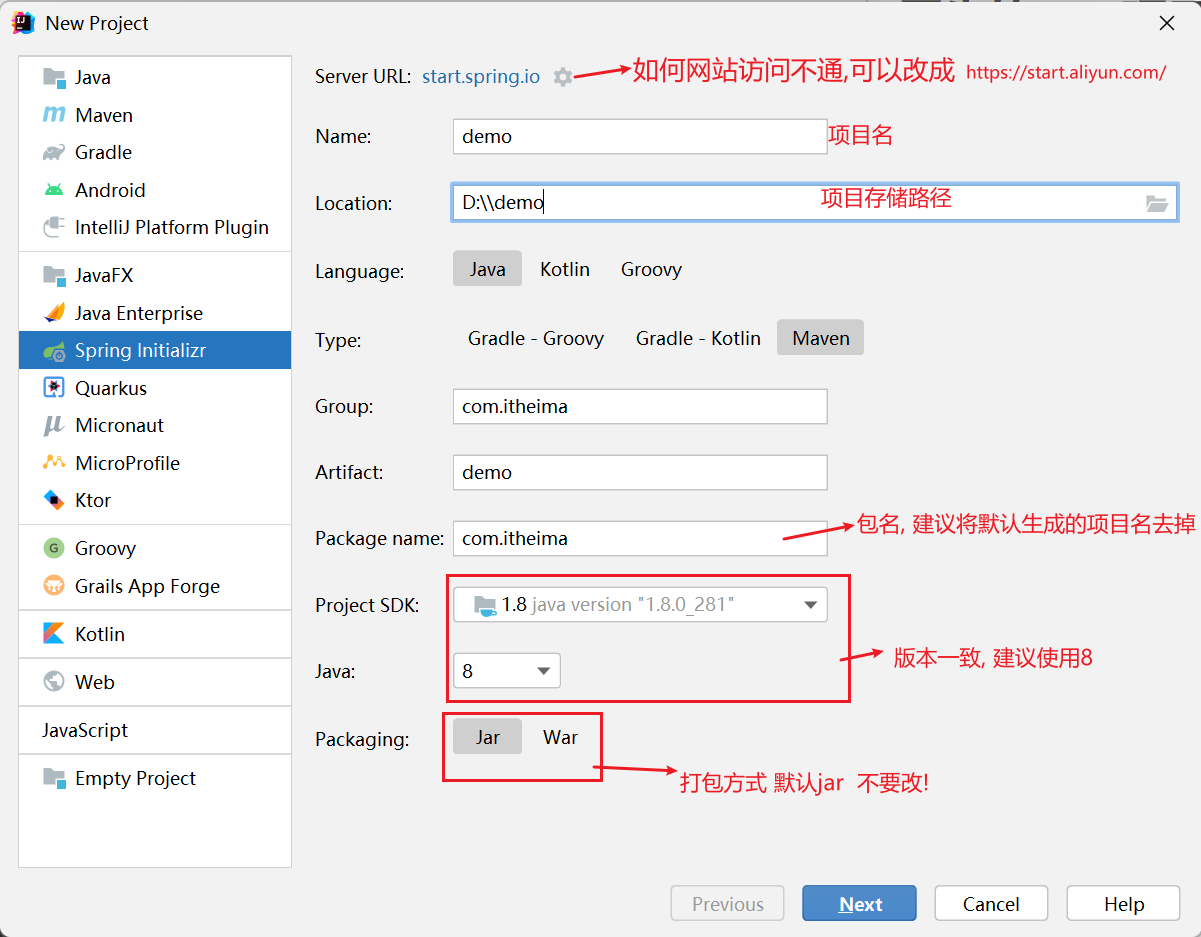 New Project
Java
Maven
Gradle
Android
IntelliJ Platform Plugin
JavaFX
Java Enterprise
Spring Initializr
Quarkus
Micronaut
MicroProfile
Ktor
Groovy
Grails App Forge
Kotlin
Web
JavaScript
Empty Project
Server URL: start.spring.io 如何网站访问不通,可以改成 https://start.aliyun.com/
Name: demo 项目名
Location: D:\\demo 项目存储路径
Language: Java Kotlin Groovy
Type: Gradle - Groovy Gradle - Kotlin Maven
Group: com.itheima
Artifact: demo
Package name: com.itheima 包名, 建议将默认生成的项目名去掉
Project SDK: 1.8 java version "1.8.0_281"
版本一致, 建议使用8
Java: 8
Packaging: Jar War
打包方式 默认jar 不要改!
Previous Next Cancel Help